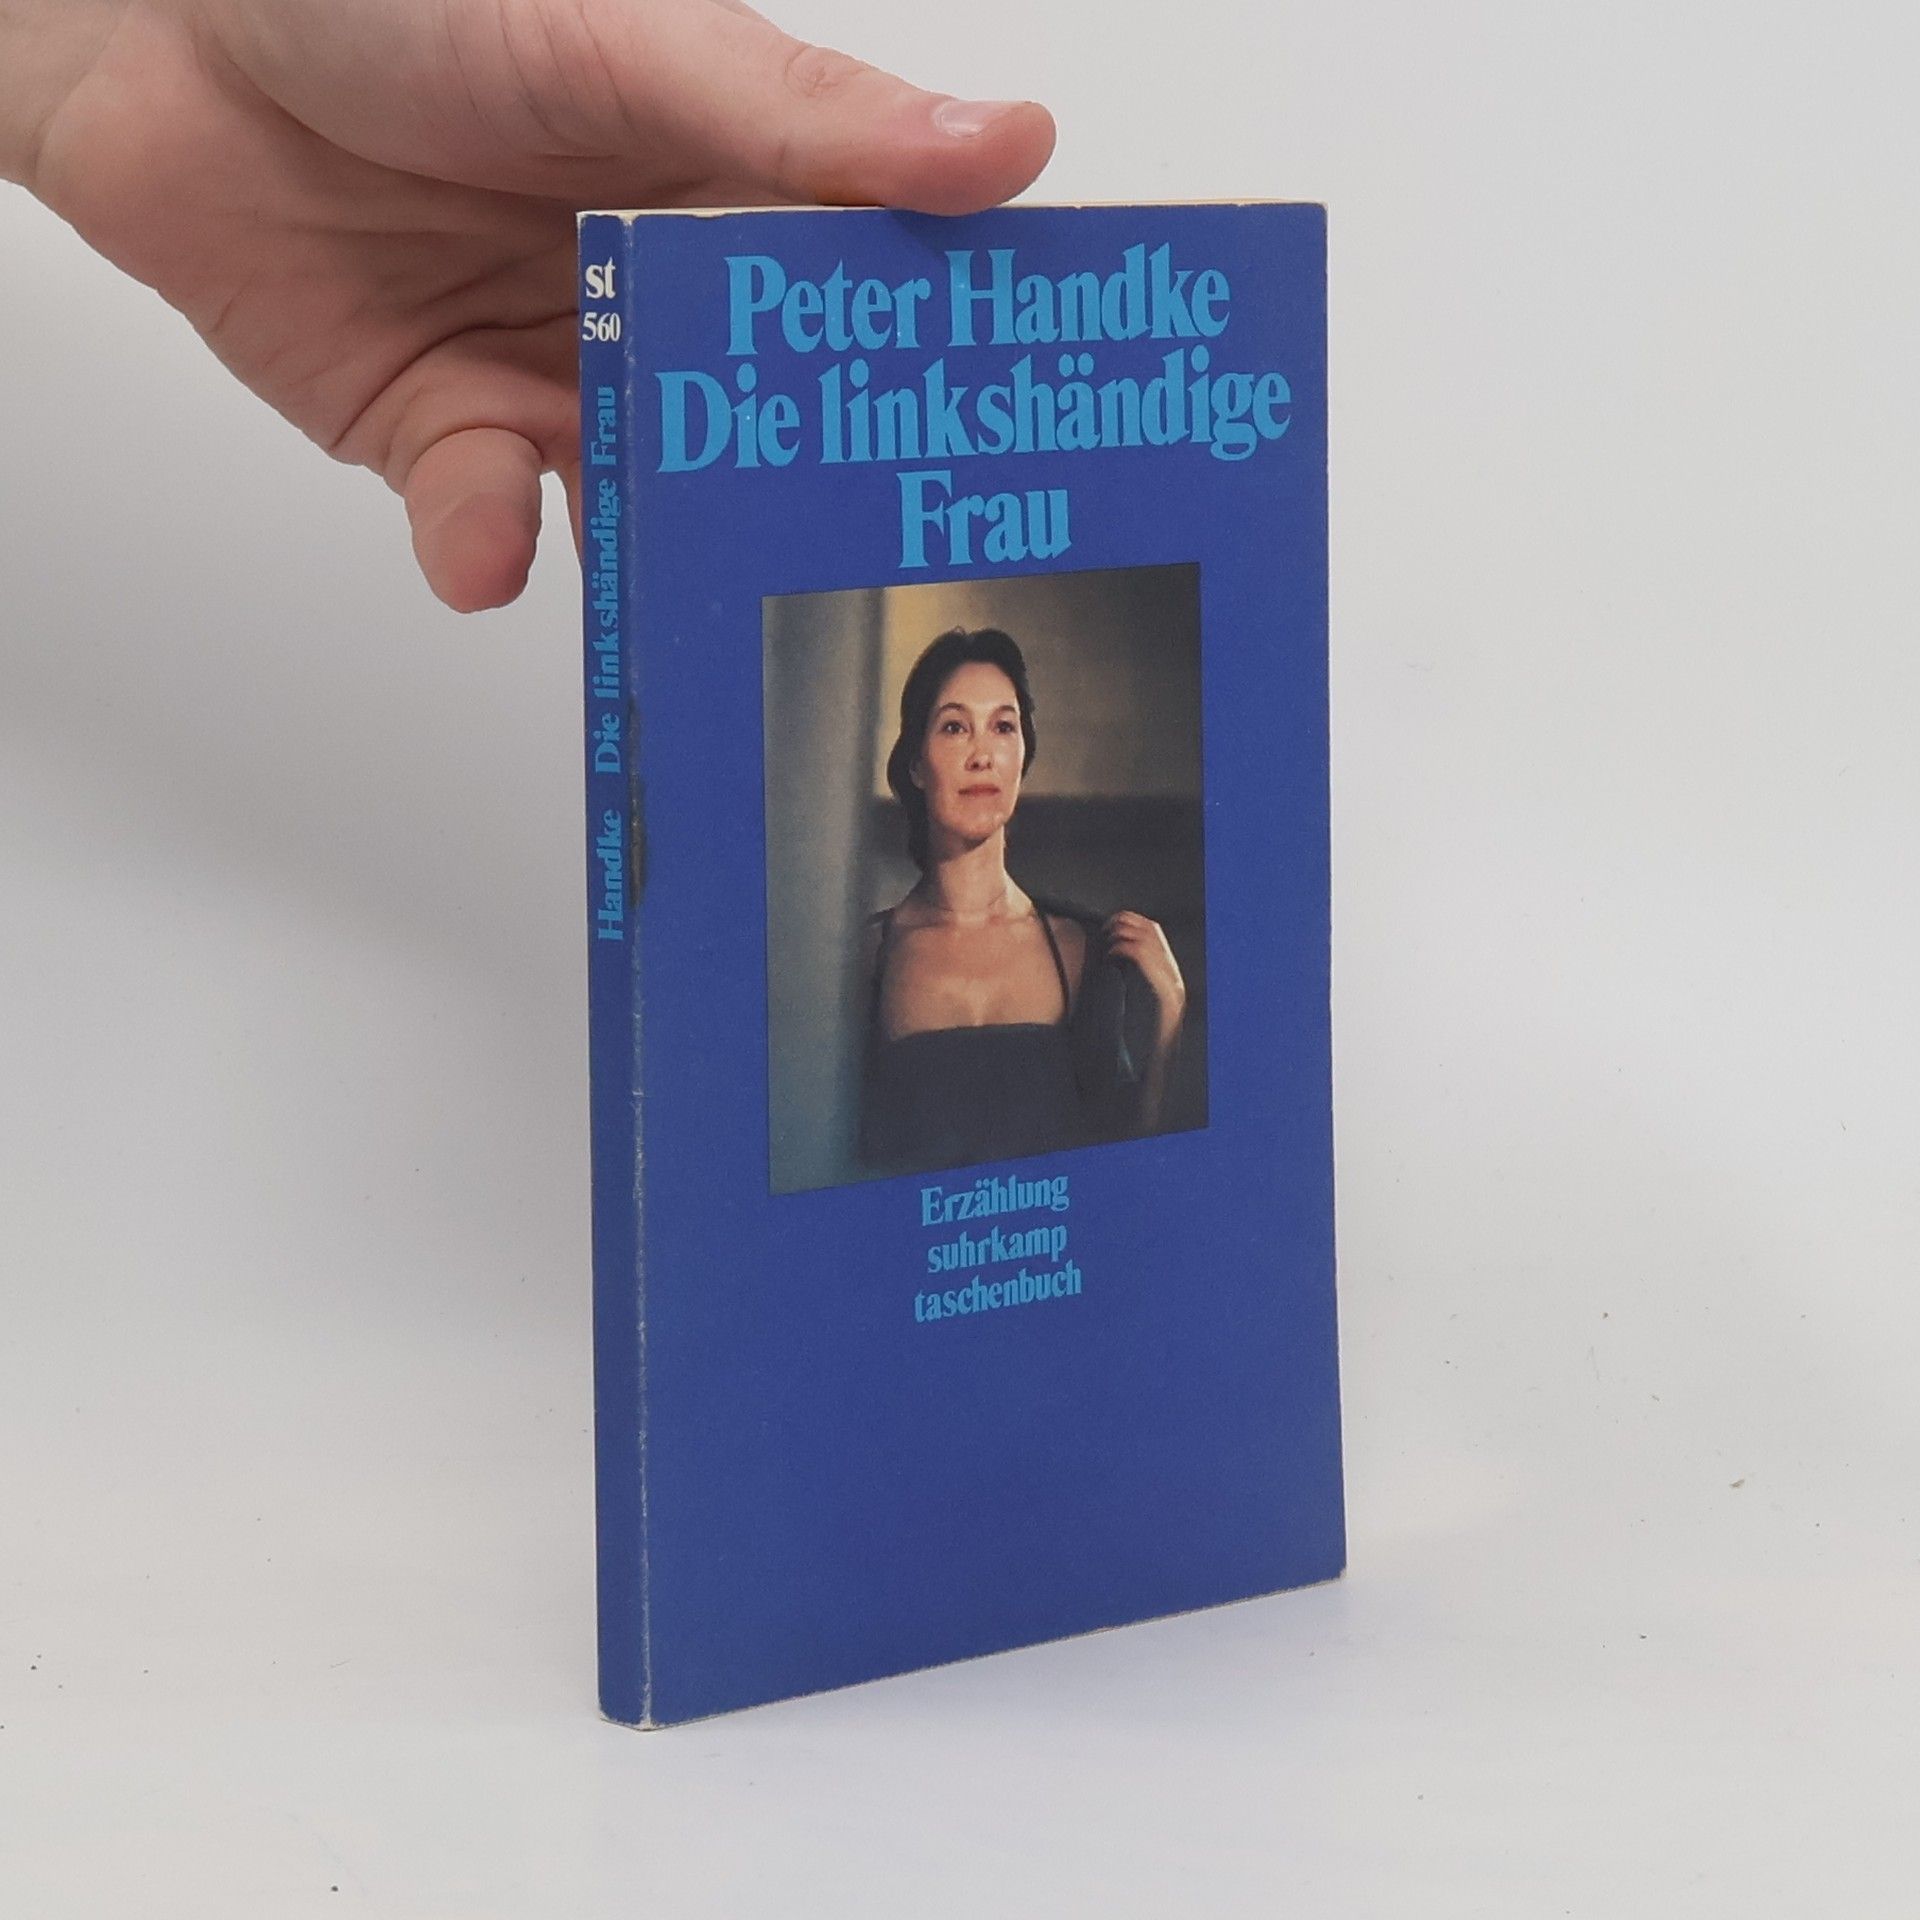 st
560
Handke Die linkshändige Frau
Peter Handke
Die linkshändige
Frau
Erzählung
suhrkamp
taschenbuch